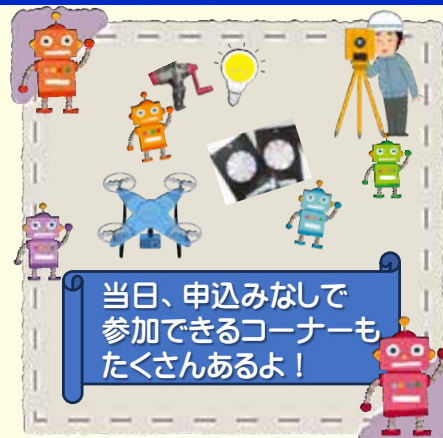 当日、申込みなしで
参加できるコーナーも
たくさんあるよ！